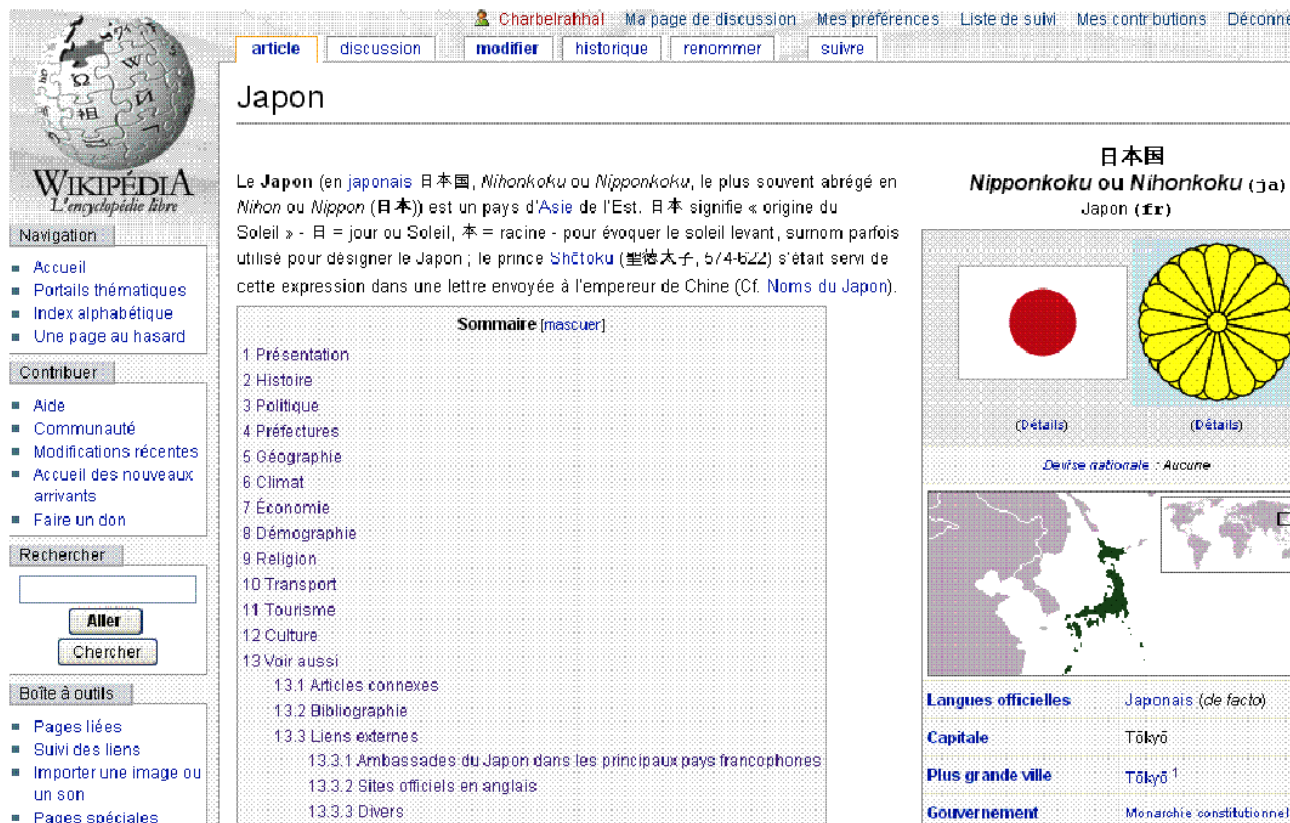 Charbelrahhal Ma page de discussion Mes préférences Liste de suivi Mes contributions
article discussion modifier historique renommer suivre
Japon
WIKIPÉDIA
L'encyclopédie libre
Navigation
Accueil
Portails thématiques
Index alphabétique
Une page au hasard
Contribuer
Aide
Communauté
Modifications récentes
Accueil des nouveaux
arrivants
Faire un don
Rechercher
Aller
Chercher
Boîte à outils
Pages liées
Suivi des liens
Importer une image ou
un son
Pages spéciales
Le Japon (en japonais 日本国, Nihonkoku ou Nipponkoku, le plus souvent abrégé en
Nihon ou Nippon (日本)) est un pays d'Asie de l'Est. 日本 signifie « origine du
Soleil » - 日 = jour ou Soleil, 本 = racine - pour évoquer le soleil levant, surnom parfois
utilisé pour désigner le Japon ; le prince Shōtoku (聖徳太子, 574-622) s'était servi de
cette expression dans une lettre envoyée à l'empereur de Chine (Cf. Noms du Japon).
Sommaire [masquer]
1 Présentation
2 Histoire
3 Politique
4 Préfectures
5 Géographie
6 Climat
7 Économie
8 Démographie
9 Religion
10 Transport
11 Tourisme
12 Culture
13 Voir aussi
13.1 Articles connexes
13.2 Bibliographie
13.3 Liens externes
13.3.1 Ambassades du Japon dans les principaux pays francophones
13.3.2 Sites officiels en anglais
13.3.3 Divers
日本国
Nipponkoku ou Nihonkoku (ja)
Japon (fr)
(Détails) (Détails)
Devise nationale : Aucune
Langues officielles Japonais (de facto)
Capitale Tōkyō
Plus grande ville Tōkyō 1
Gouvernement Monarchie constitutionnel